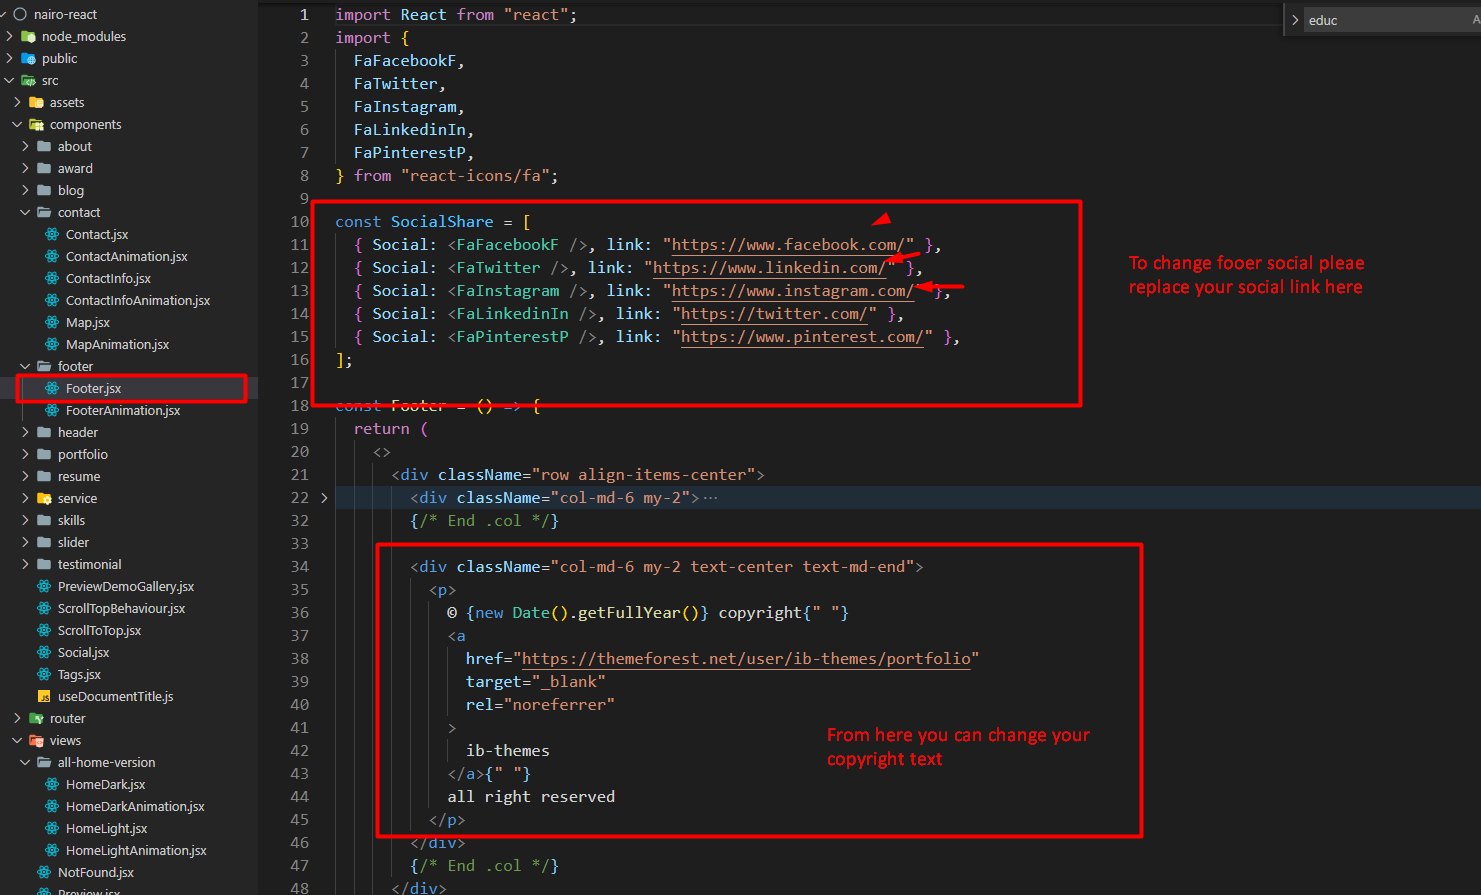 nairo-react
node_modules
public
src
assets
components
about
award
blog
contact
Contact.jsx
ContactAnimation.jsx
ContactInfo.jsx
ContactInfoAnimation.jsx
Map.jsx
MapAnimation.jsx
footer
Footer.jsx
FooterAnimation.jsx
header
portfolio
resume
service
skills
slider
testimonial
PreviewDemoGallery.jsx
ScrollTopBehaviour.jsx
ScrollToTop.jsx
Social.jsx
Tags.jsx
JS useDocumentTitle.js
router
views
all-home-version
HomeDark.jsx
HomeDarkAnimation.jsx
HomeLight.jsx
HomeLightAnimation.jsx
NotFound.jsx
Preview.jsx
1 import React from "react";
2 import {
3 FaFacebookF,
4 FaTwitter,
5 FaInstagram,
6 FaLinkedinIn,
7 FaPinterestP,
8 } from "react-icons/fa";
9
10 const SocialShare = [
11 { Social: <FaFacebookF />, link: "https://www.facebook.com/" },
12 { Social: <FaTwitter />, link: "https://www.linkedin.com/" },
13 { Social: <FaInstagram />, link: "https://www.instagram.com/" },
14 { Social: <FaLinkedinIn />, link: "https://twitter.com/" },
15 { Social: <FaPinterestP />, link: "https://www.pinterest.com/" },
16 ];
17
18 const Footer = () => {
19 return (
20 <>
21 <div className="row align-items-center">
22 <div className="col-md-6 my-2">···
32 {/* End .col */}
33
34 <div className="col-md-6 my-2 text-center text-md-end">
35 <p>
36 © {new Date().getFullYear()} copyright{" "}
37 <a
38 href="https://themeforest.net/user/ib-themes/portfolio"
39 target="_blank"
40 rel="noreferrer"
41 >
42 ib-themes
43 </a>{" "}
44 all right reserved
45 </p>
46 </div>
47 {/* End .col */}
48 </div>
educ
A
To change fooer social pleae
replace your social link here
From here you can change your
copyright text